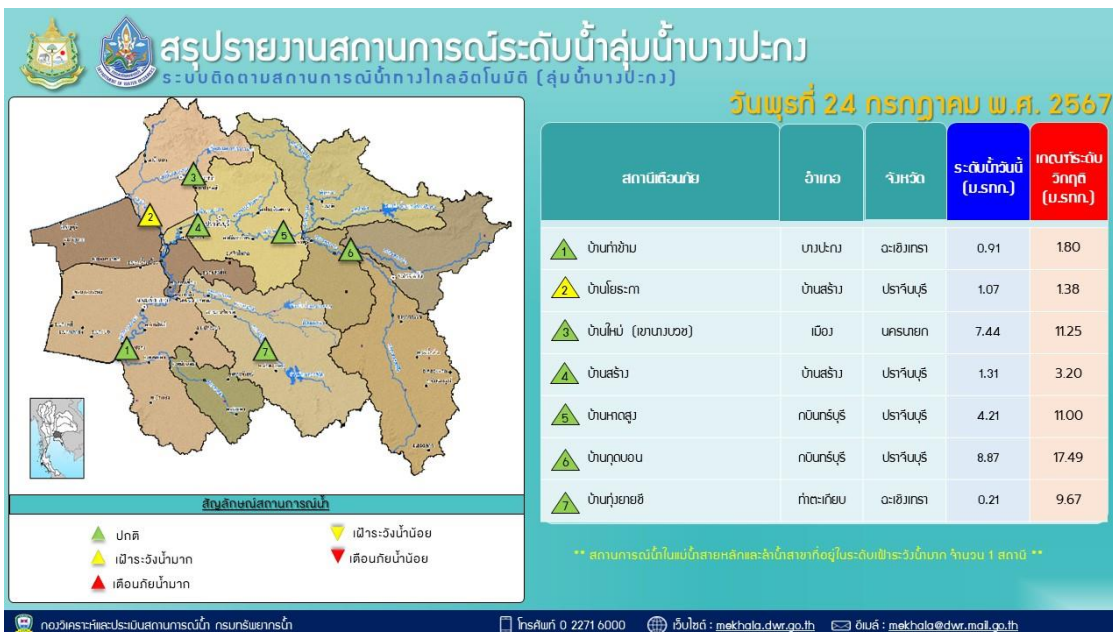 สรุปรายงานสถานการณ์ระดับน้ำลุ่มน้ำบางปะกง
ระบบติดตามสถานการณ์น้ำทางไกลอัตโนมัติ (ลุ่มน้ำบางปะกง)
วันพุธที่ 24 กรกฎาคม พ.ศ. 2567
สถานีเตือนภัย อำเภอ จังหวัด ระดับน้ำวันนี้ (ม.รทก.) เกณฑ์ระดับวิกฤติ (ม.รทก.)
1 บ้านท่าข้าม บางปะกง ฉะเชิงเทรา 0.91 1.80
2 บ้านโยธะกา บ้านสร้าง ปราจีนบุรี 1.07 1.38
3 บ้านใหม่ (เขานางบวช) เมือง นครนายก 7.44 11.25
4 บ้านสร้าง บ้านสร้าง ปราจีนบุรี 1.31 3.20
5 บ้านหาดสูง กบินทร์บุรี ปราจีนบุรี 4.21 11.00
6 บ้านกุดบอน กบินทร์บุรี ปราจีนบุรี 8.87 17.49
7 บ้านทุ่งยายชี ท่าตะเกียบ ฉะเชิงเทรา 0.21 9.67
** สถานการณ์น้ำในแม่น้ำสายหลักและลำน้ำสาขาที่อยู่ในระดับเฝ้าระวังน้ำมาก จำนวน 1 สถานี **
3
2
4
5
6
1
7
สัญลักษณ์สถานการณ์น้ำ
ปกติ
เฝ้าระวังน้ำมาก
เตือนภัยน้ำมาก
เฝ้าระวังน้ำน้อย
เตือนภัยน้ำน้อย
กองวิเคราะห์และประเมินสถานการณ์น้ำ กรมทรัพยากรน้ำ โทรศัพท์ 0 2271 6000 เว็บไซต์ : mekhala.dwr.go.th อีเมล์ : mekhala@dwr.mail.go.th